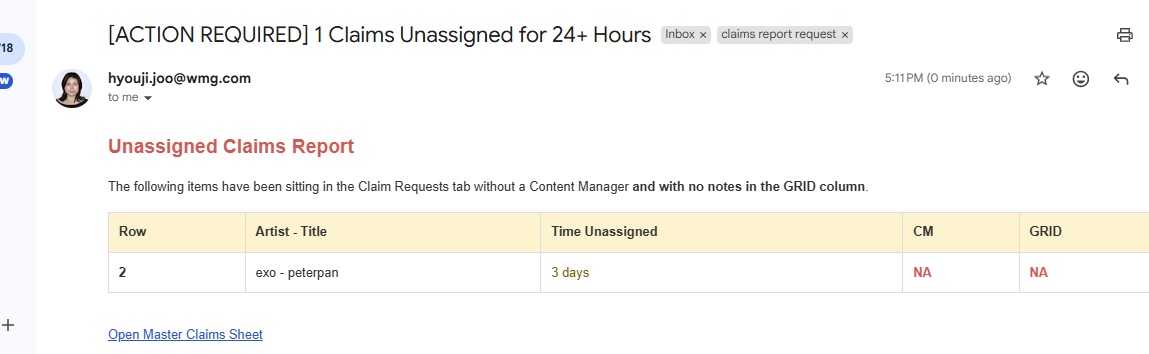 [ACTION REQUIRED] 1 Claims Unassigned for 24+ Hours Inbox × claims report request ×
18
w
hyouji.joo@wmg.com 5:11 PM (0 minutes ago)
to me
Unassigned Claims Report
The following items have been sitting in the Claim Requests tab without a Content Manager and with no notes in the GRID column.
Row Artist - Title Time Unassigned CM GRID
2 exo - peterpan 3 days NA NA
Open Master Claims Sheet